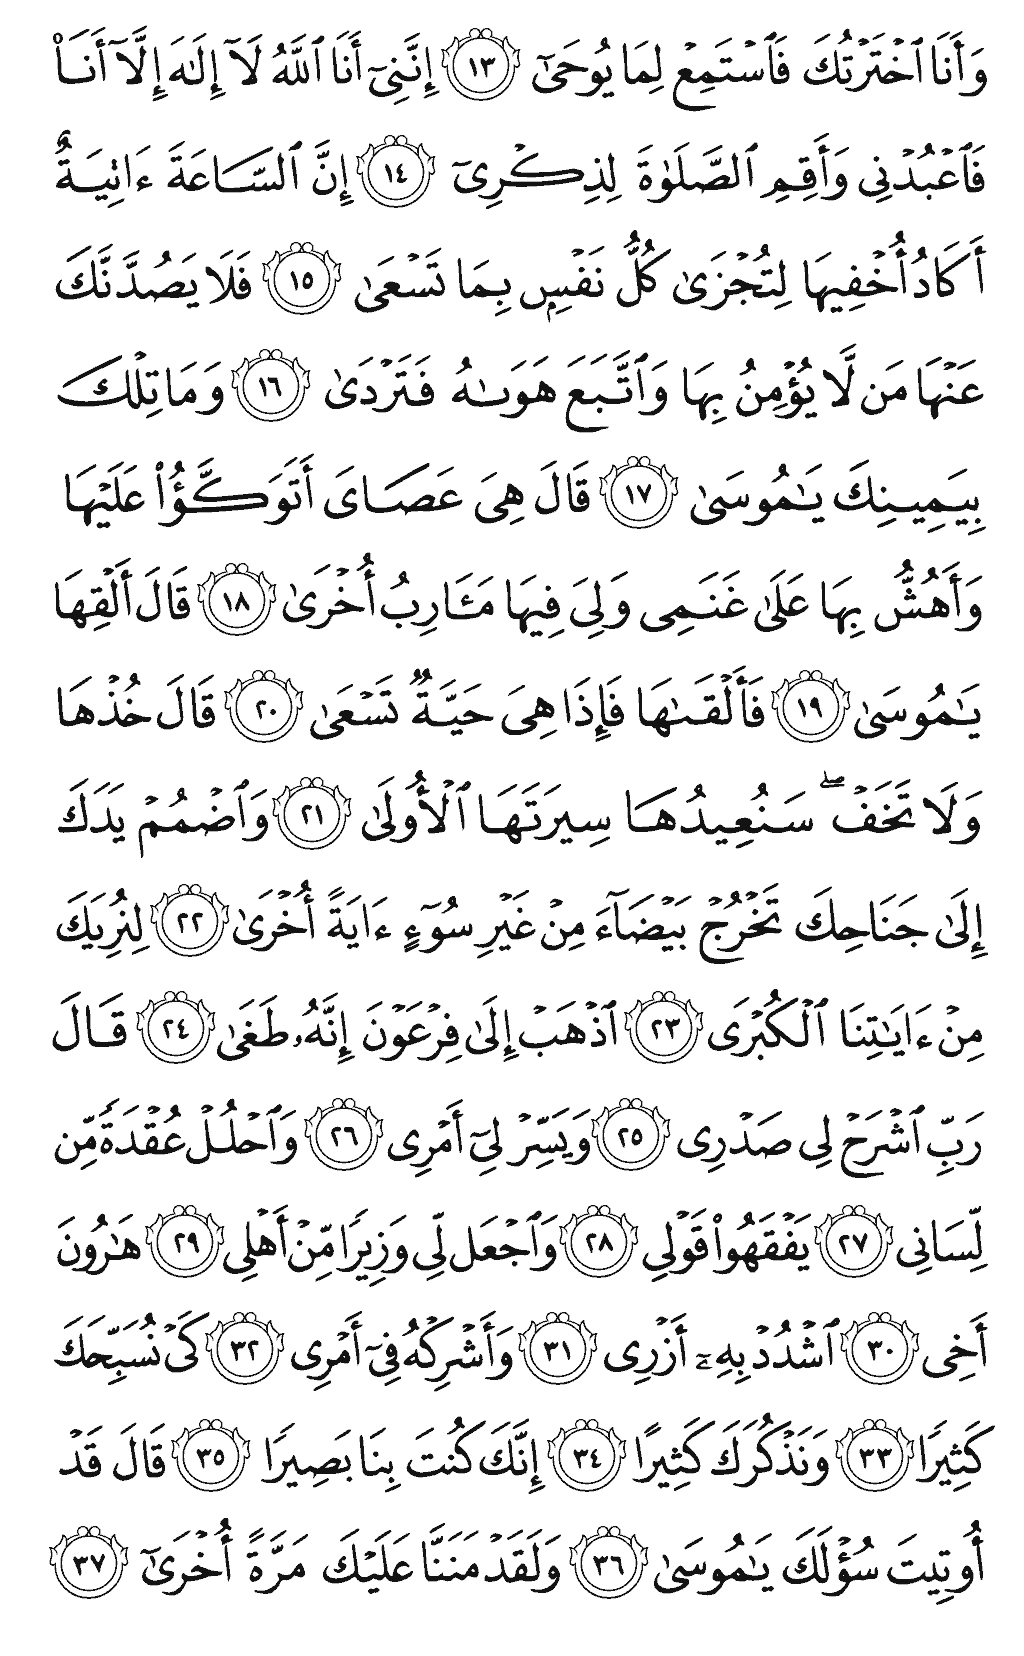 وَأَنَا ٱخْتَرْتُكَ فَٱسْتَمِعْ لِمَا يُوحَىٰٓ ١٣ إِنَّنِىٓ أَنَا ٱللَّهُ لَآ إِلَٰهَ إِلَّآ أَنَا۠
فَٱعْبُدْنِى وَأَقِمِ ٱلصَّلَوٰةَ لِذِكْرِىٓ ١٤ إِنَّ ٱلسَّاعَةَ ءَاتِيَةٌ
أَكَادُ أُخْفِيهَا لِتُجْزَىٰ كُلُّ نَفْسٍۭ بِمَا تَسْعَىٰ ١٥ فَلَا يَصُدَّنَّكَ
عَنْهَا مَن لَّا يُؤْمِنُ بِهَا وَٱتَّبَعَ هَوَىٰهُ فَتَرْدَىٰ ١٦ وَمَا تِلْكَ
بِيَمِينِكَ يَٰمُوسَىٰ ١٧ قَالَ هِىَ عَصَاىَ أَتَوَكَّؤُا۟ عَلَيْهَا
وَأَهُشُّ بِهَا عَلَىٰ غَنَمِى وَلِىَ فِيهَا مَـَٔارِبُ أُخْرَىٰ ١٨ قَالَ أَلْقِهَا
يَٰمُوسَىٰ ١٩ فَأَلْقَىٰهَا فَإِذَا هِىَ حَيَّةٌ تَسْعَىٰ ٢٠ قَالَ خُذْهَا
وَلَا تَخَفْ ۖ سَنُعِيدُهَا سِيرَتَهَا ٱلْأُولَىٰ ٢١ وَٱضْمُمْ يَدَكَ
إِلَىٰ جَنَاحِكَ تَخْرُجْ بَيْضَآءَ مِنْ غَيْرِ سُوٓءٍ ءَايَةً أُخْرَىٰ ٢٢ لِنُرِيَكَ
مِنْ ءَايَٰتِنَا ٱلْكُبْرَى ٢٣ ٱذْهَبْ إِلَىٰ فِرْعَوْنَ إِنَّهُۥ طَغَىٰ ٢٤ قَالَ
رَبِّ ٱشْرَحْ لِى صَدْرِى ٢٥ وَيَسِّرْ لِىٓ أَمْرِى ٢٦ وَٱحْلُلْ عُقْدَةً مِّن
لِّسَانِى ٢٧ يَفْقَهُوا۟ قَوْلِى ٢٨ وَٱجْعَل لِّى وَزِيرًا مِّنْ أَهْلِى ٢٩ هَٰرُونَ
أَخِى ٣٠ ٱشْدُدْ بِهِۦٓ أَزْرِى ٣١ وَأَشْرِكْهُ فِىٓ أَمْرِى ٣٢ كَىْ نُسَبِّحَكَ
كَثِيرًا ٣٣ وَنَذْكُرَكَ كَثِيرًا ٣٤ إِنَّكَ كُنتَ بِنَا بَصِيرًا ٣٥ قَالَ قَدْ
أُوتِيتَ سُؤْلَكَ يَٰمُوسَىٰ ٣٦ وَلَقَدْ مَنَنَّا عَلَيْكَ مَرَّةً أُخْرَىٰٓ ٣٧